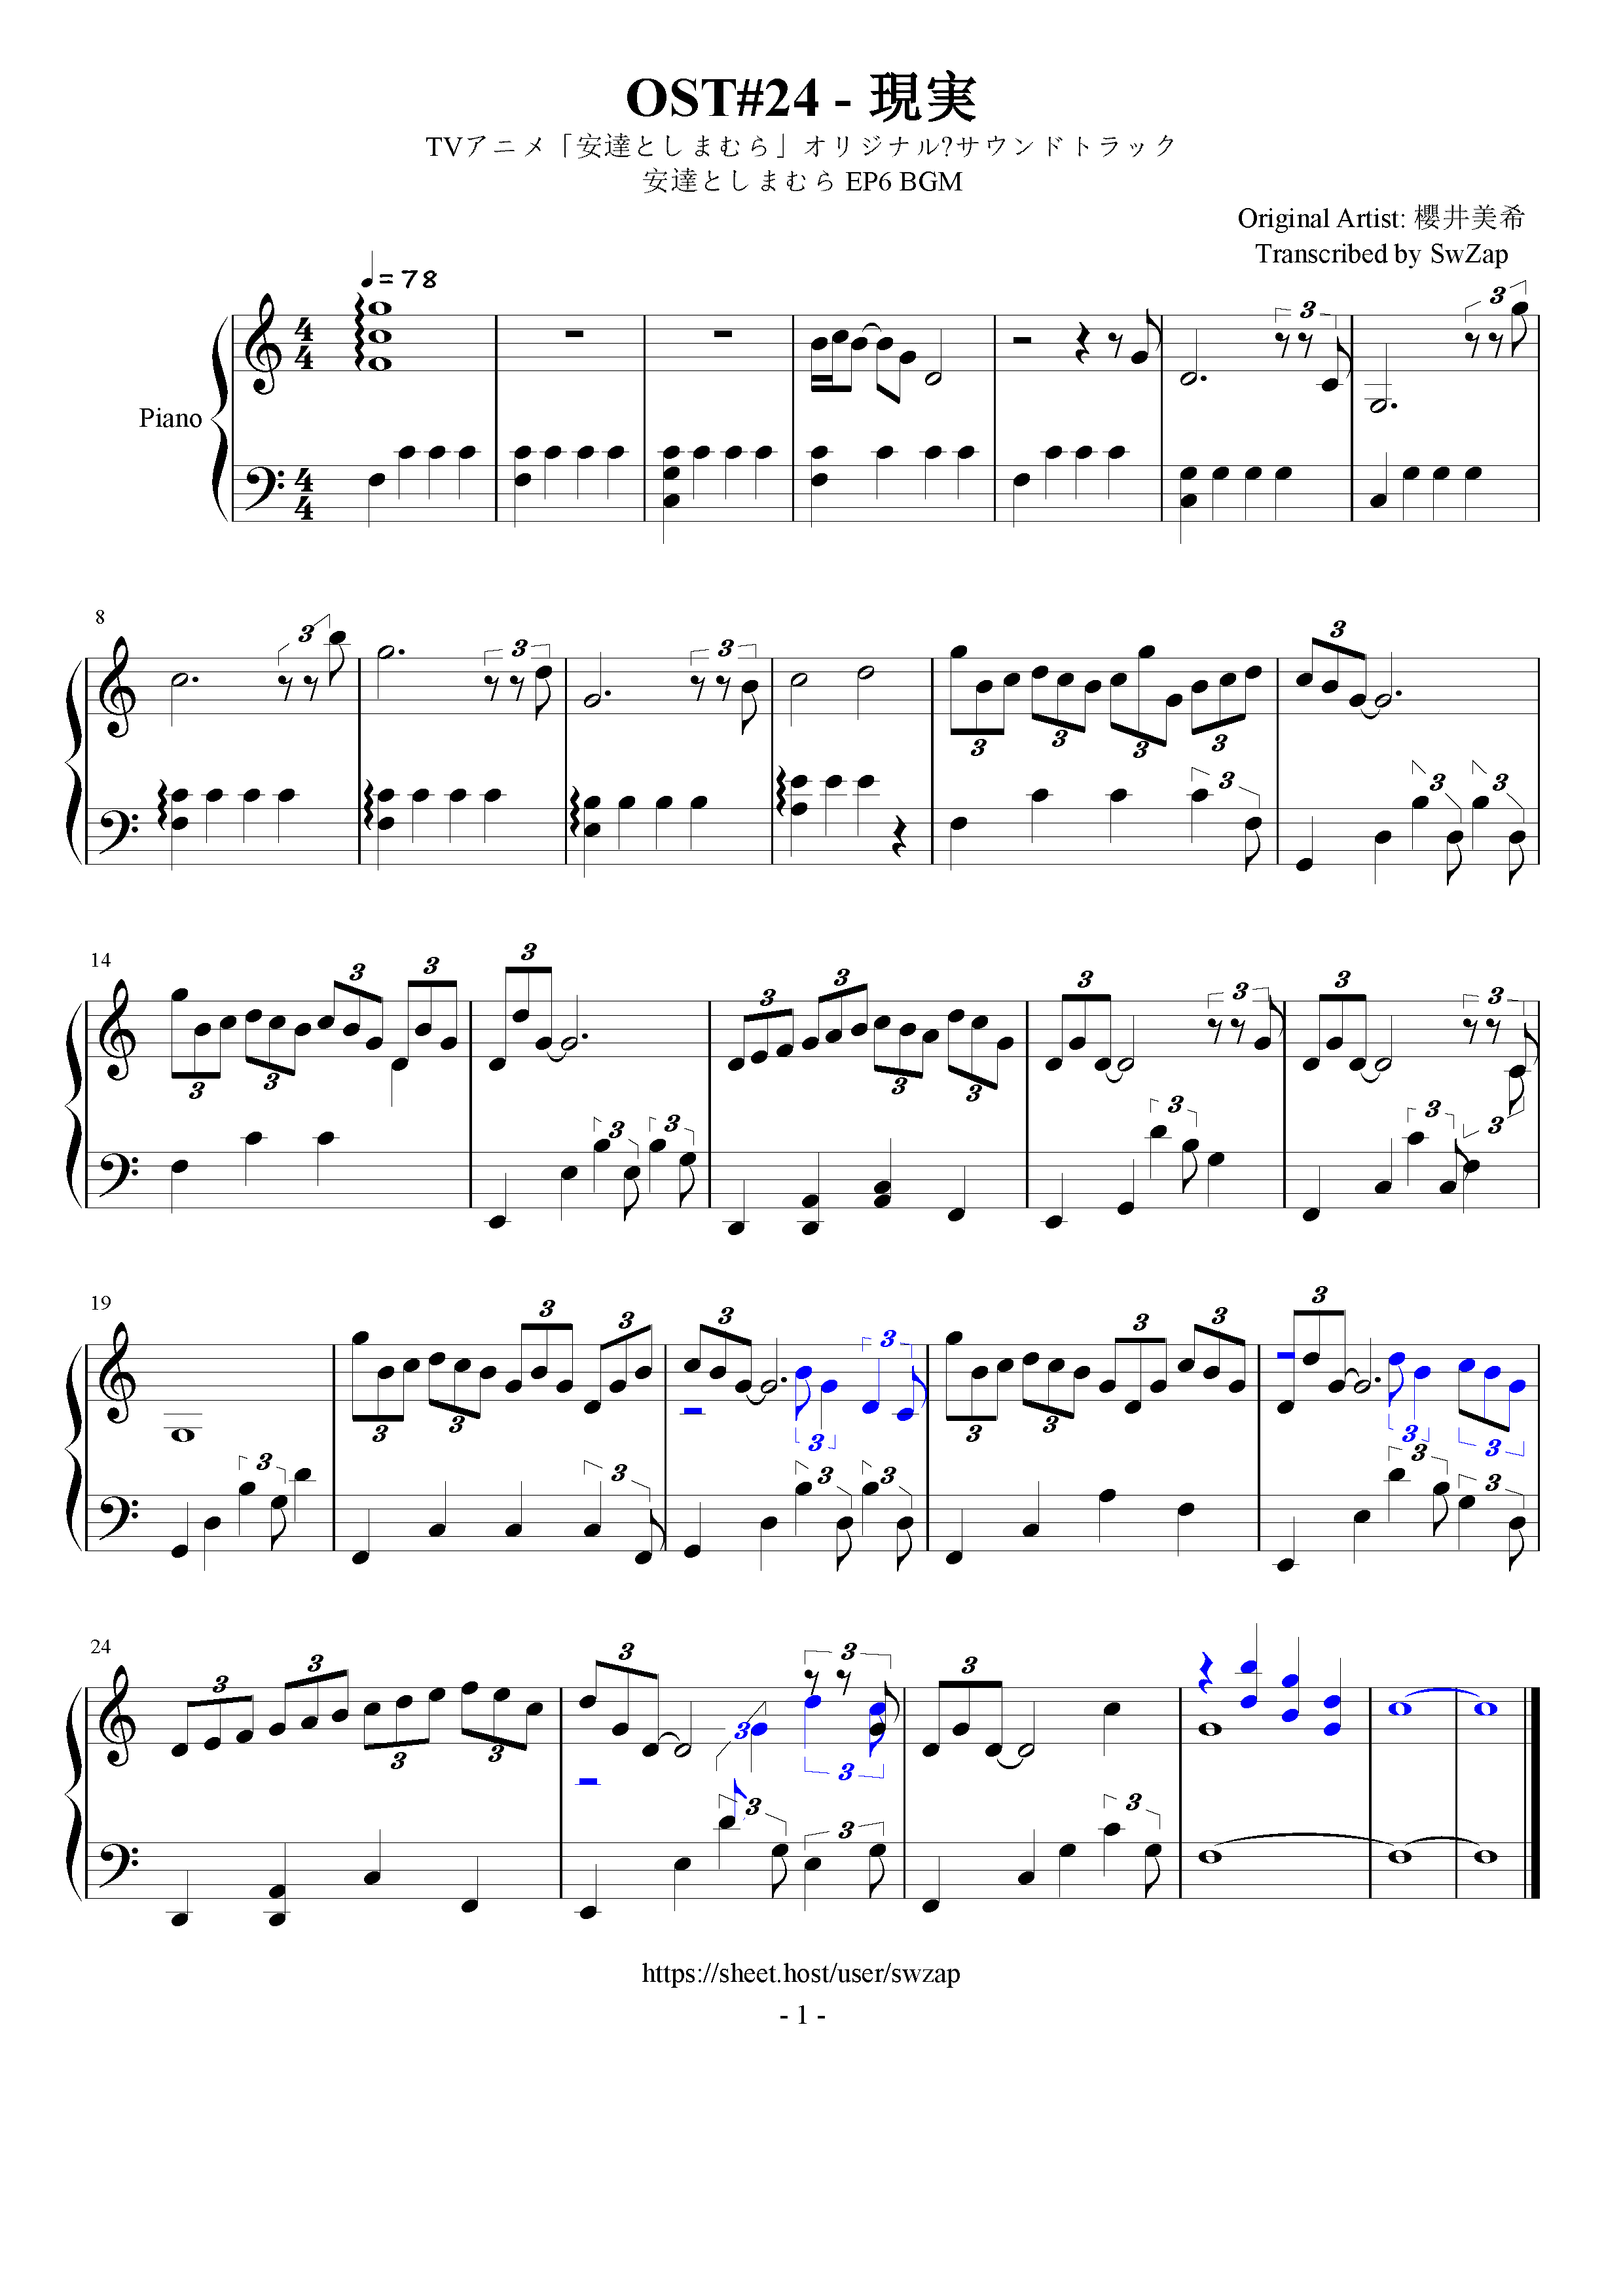 OST#24 - 現実
TVアニメ「安達としまむら」オリジナル?サウンドトラック
安達としまむら EP6 BGM
Original Artist: 櫻井美希
Transcribed by SwZap
= 78
Piano
8
14
19
24
https://sheet.host/user/swzap
- 1 -